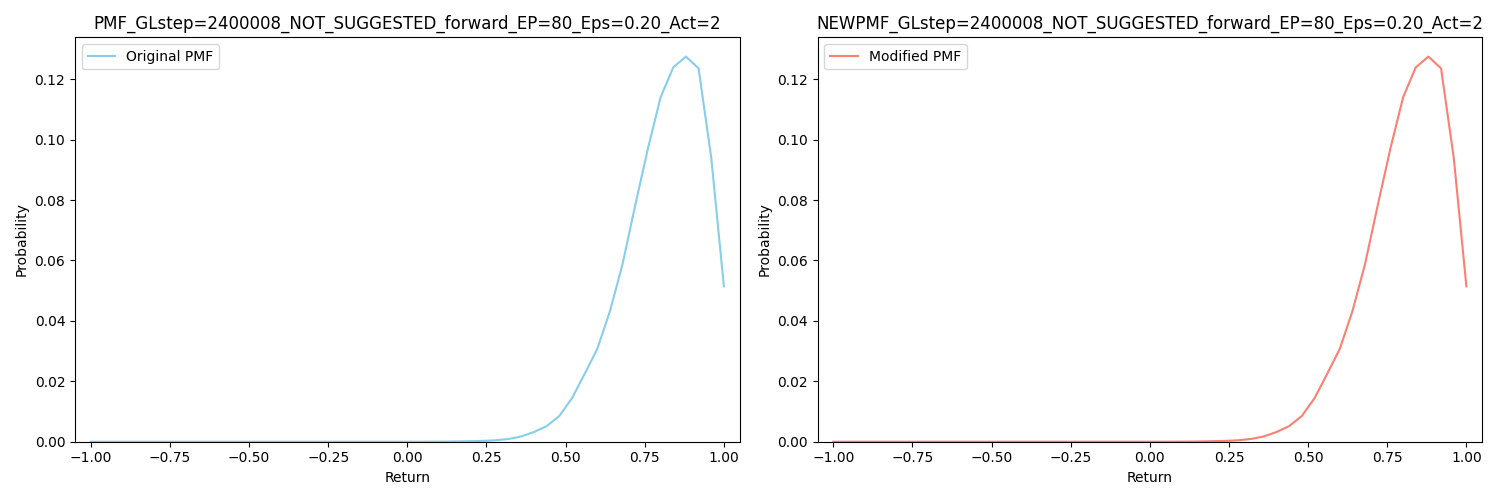 PMF_GLstep=2400008_NOT_SUGGESTED_forward_EP=80_Eps=0.20_Act=2
Original PMF
0.12
0.10
0.08
0.06
0.04
0.02
0.00
Probability
−1.00 −0.75 −0.50 −0.25 0.00 0.25 0.50 0.75 1.00
Return
NEWPMF_GLstep=2400008_NOT_SUGGESTED_forward_EP=80_Eps=0.20_Act=2
Modified PMF
0.12
0.10
0.08
0.06
0.04
0.02
0.00
Probability
−1.00 −0.75 −0.50 −0.25 0.00 0.25 0.50 0.75 1.00
Return